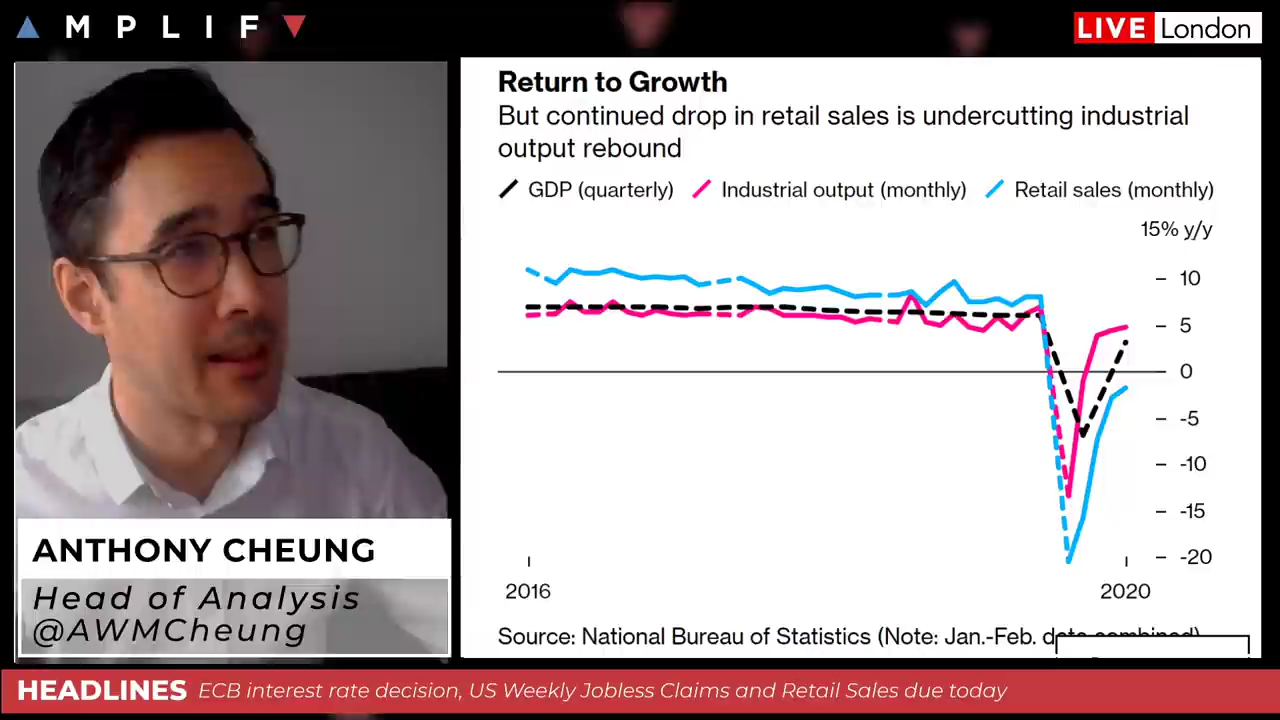 AMPLIFY
LIVE London
Return to Growth
But continued drop in retail sales is undercutting industrial
output rebound
GDP (quarterly) Industrial output (monthly) Retail sales (monthly)
15% y/y
10
5
0
-5
-10
-15
-20
2016 2020
Source: National Bureau of Statistics (Note: Jan.-Feb. data combined)
ANTHONY CHEUNG
Head of Analysis
@AWMCheung
HEADLINES ECB interest rate decision, US Weekly Jobless Claims and Retail Sales due today